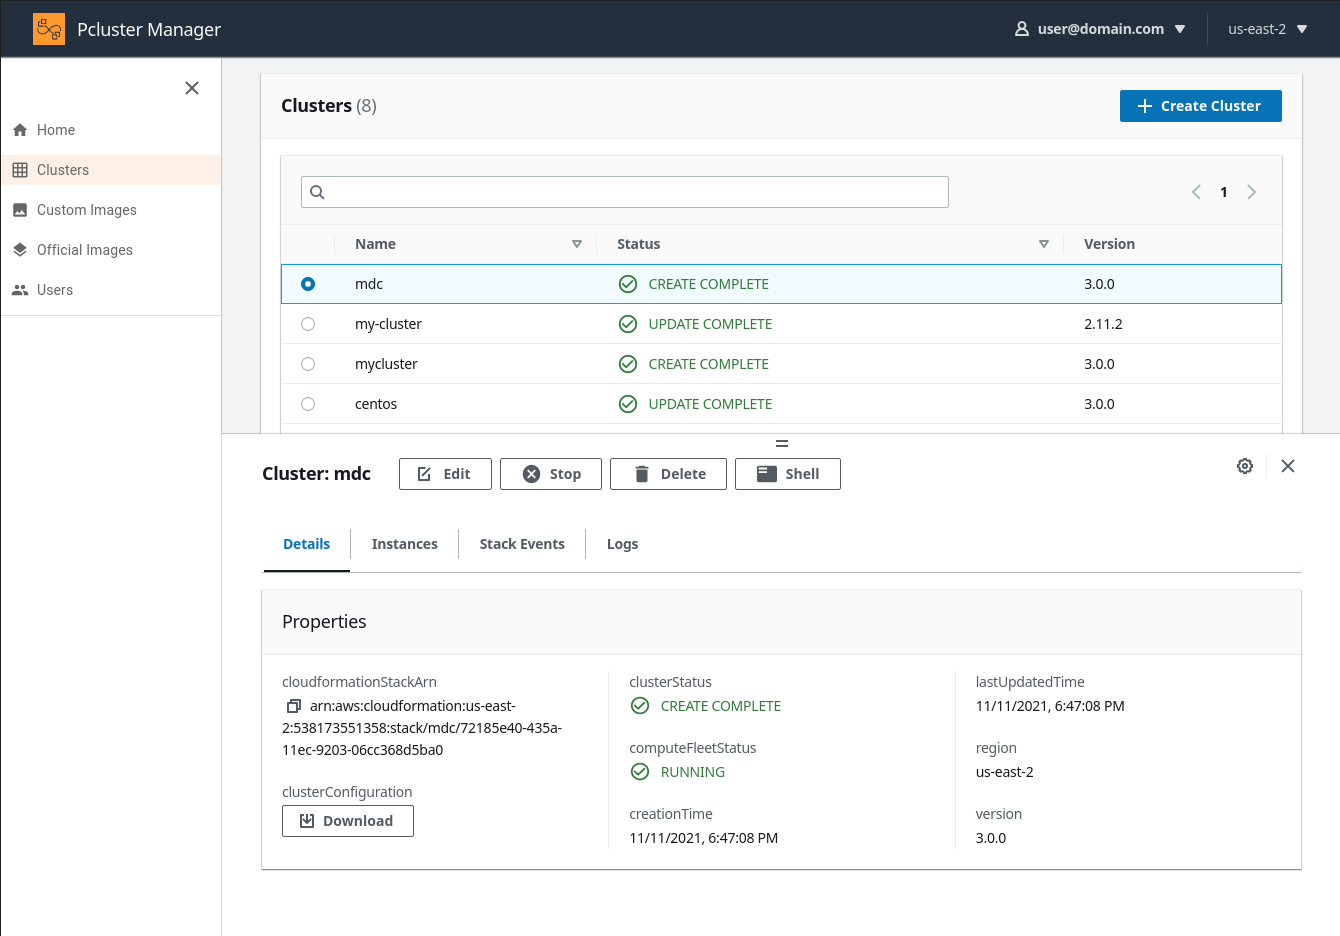 Pcluster Manager
user@domain.com
us-east-2
Home
Clusters
Custom Images
Official Images
Users
Clusters (8)
Create Cluster
1
Name Status Version
mdc CREATE COMPLETE 3.0.0
my-cluster UPDATE COMPLETE 2.11.2
mycluster CREATE COMPLETE 3.0.0
centos UPDATE COMPLETE 3.0.0
Cluster: mdc
Edit
Stop
Delete
Shell
Details
Instances
Stack Events
Logs
Properties
cloudformationStackArn
arn:aws:cloudformation:us-east-
2:538173551358:stack/mdc/72185e40-435a-
11ec-9203-06cc368d5ba0
clusterConfiguration
Download
clusterStatus
CREATE COMPLETE
computeFleetStatus
RUNNING
creationTime
11/11/2021, 6:47:08 PM
lastUpdatedTime
11/11/2021, 6:47:08 PM
region
us-east-2
version
3.0.0